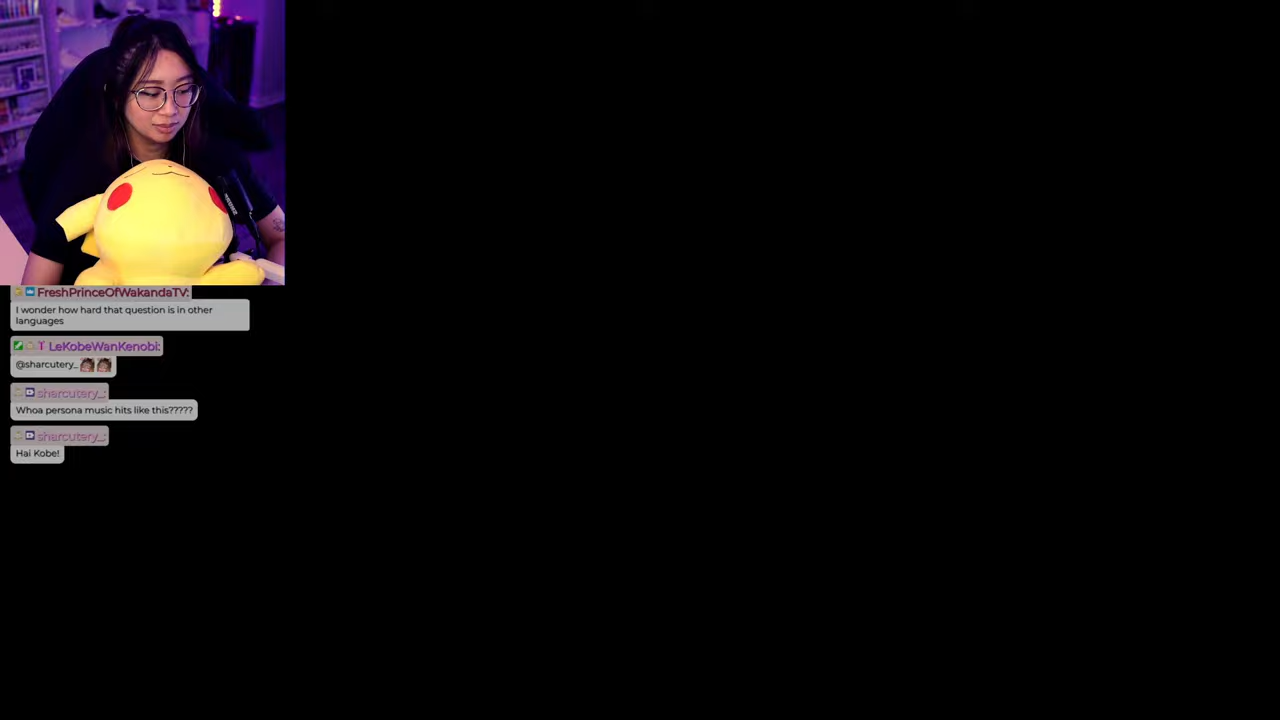 FreshPrinceOfWakandaTV:
I wonder how hard that question is in other
languages
LeKobeWanKenobi:
@sharcutery_
sharcutery_:
Whoa persona music hits like this?????
sharcutery_:
Hai Kobe!